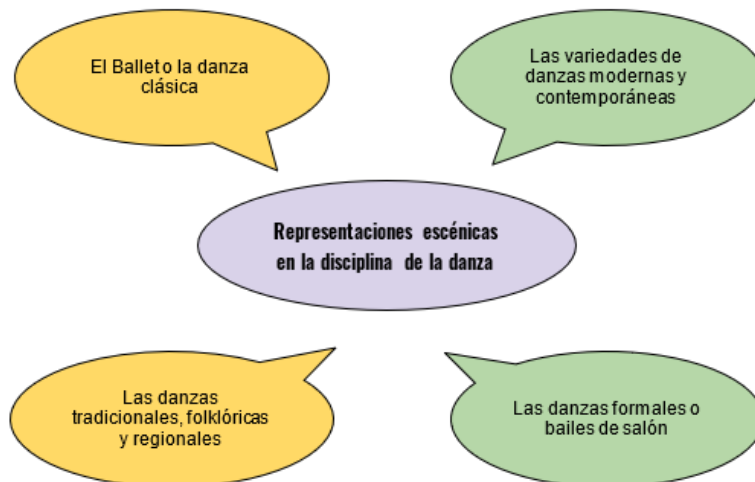 El Ballet o la danza
clásica
Las variedades de
danzas modernas y
contemporáneas
Representaciones escénicas
en la disciplina de la danza
Las danzas
tradicionales, folklóricas
y regionales
Las danzas formales o
bailes de salón